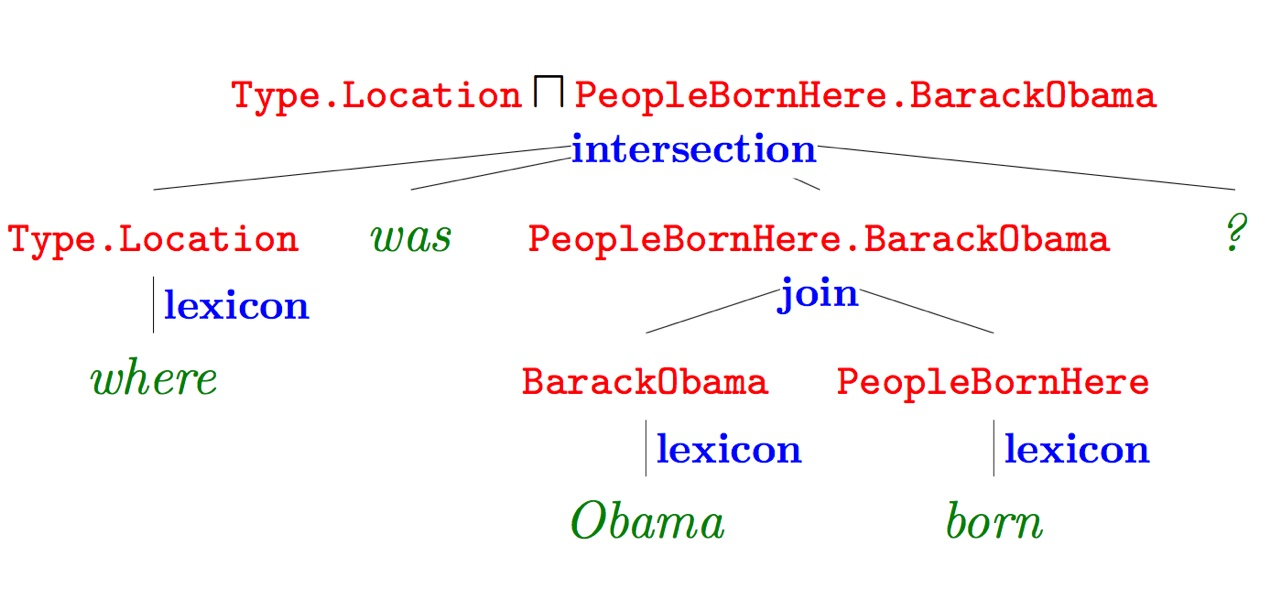 Type.Location ⊓ PeopleBornHere.BarackObama
intersection
Type.Location was PeopleBornHere.BarackObama ?
lexicon join
where BarackObama PeopleBornHere
lexicon lexicon
Obama born